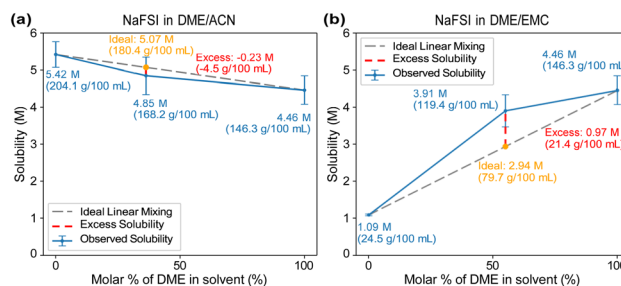 (a)
NaFSI in DME/ACN
Ideal: 5.07 M
(180.4 g/100 mL)
Excess: -0.23 M
(-4.5 g/100 mL)
5.42 M
(204.1 g/100 mL)
4.85 M
(168.2 g/100 mL)
4.46 M
(146.3 g/100 mL)
Ideal Linear Mixing
Excess Solubility
Observed Solubility
Solubility (M)
6
5
4
3
2
1
0
0
50
100
Molar % of DME in solvent (%)
(b)
NaFSI in DME/EMC
Ideal Linear Mixing
Excess Solubility
Observed Solubility
4.46 M
(146.3 g/100 mL)
3.91 M
(119.4 g/100 mL)
Excess: 0.97 M
(21.4 g/100 mL)
Ideal: 2.94 M
(79.7 g/100 mL)
1.09 M
(24.5 g/100 mL)
Solubility (M)
6
5
4
3
2
1
0
0
50
100
Molar % of DME in solvent (%)